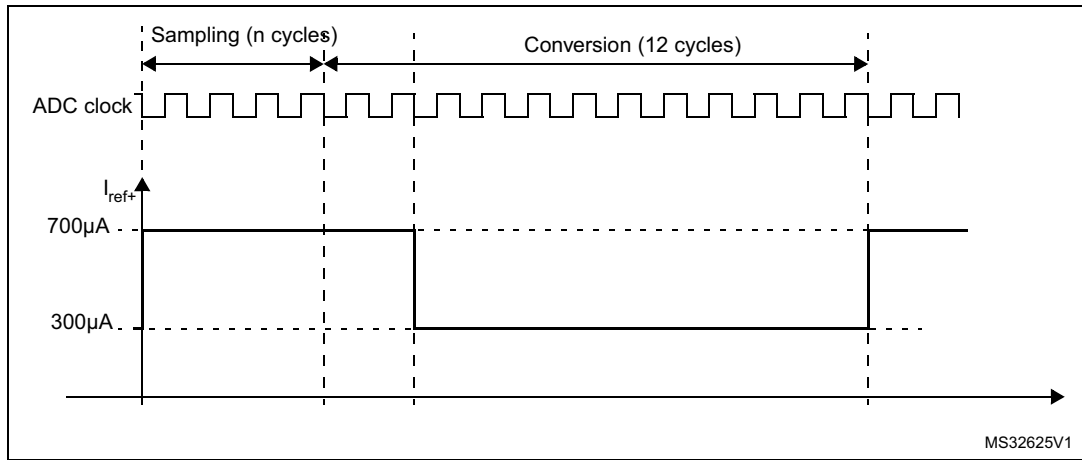 Sampling (n cycles)
Conversion (12 cycles)
ADC clock
Iref+
700µA
300µA
MS32625V1